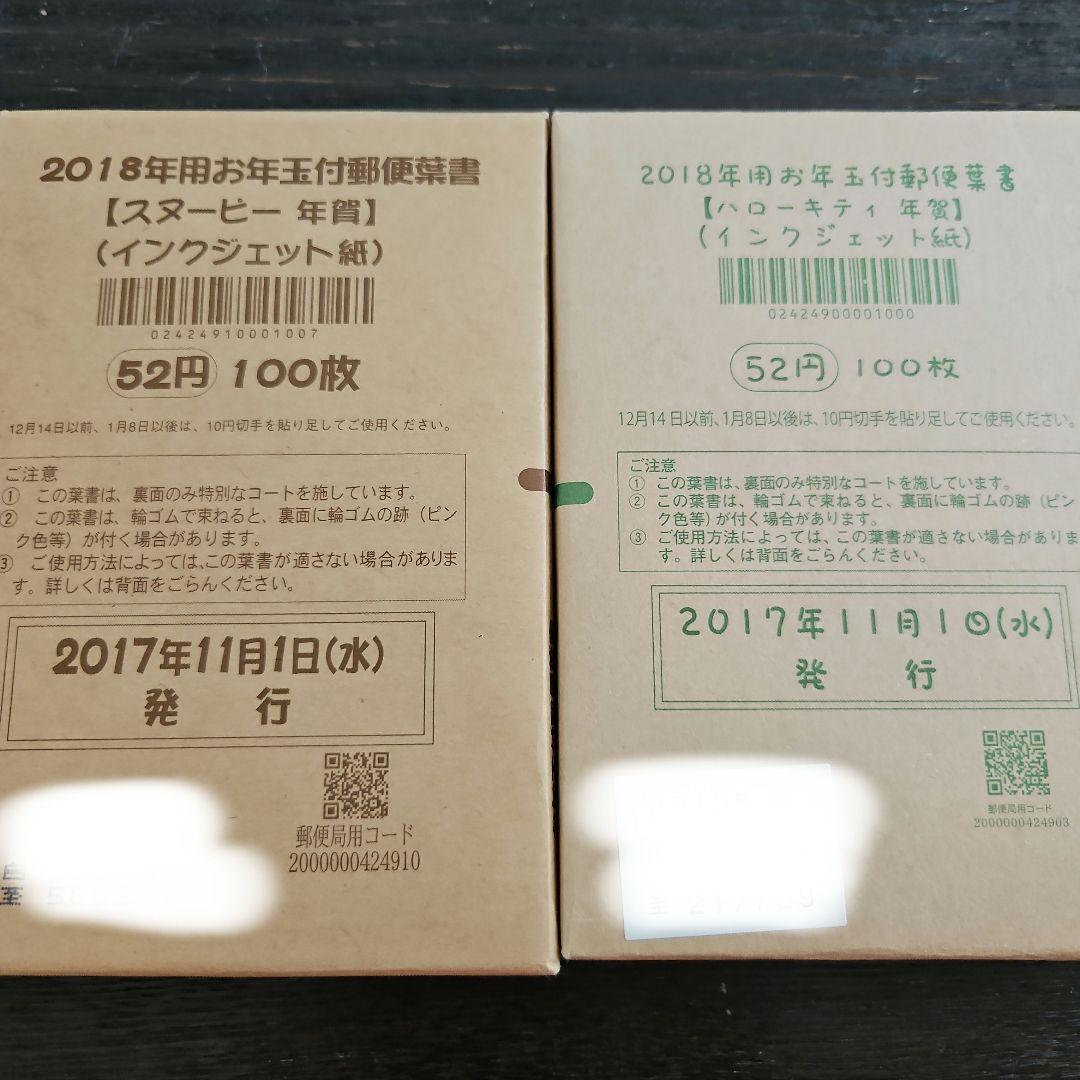 2018年用お年玉付郵便葉書
【スヌーピー 年賀】
(インクジェット紙)
02424910001007
52円 100枚
12月14日以前、1月8日以後は、10円切手を貼り足してご使用ください。
ご注意
① この葉書は、裏面のみ特別なコートを施しています。
② この葉書は、輪ゴムで束ねると、裏面に輪ゴムの跡(ピン
ク色等)が付く場合があります。
③ ご使用方法によっては、この葉書が適さない場合がありま
す。詳しくは背面をごらんください。
2017年11月1日(水)
発 行
郵便局用コード
2000000424910
至
2018年用お年玉付郵便葉書
【ハローキティ 年賀】
(インクジェット紙)
02424900001000
52円 100枚
12月14日以前、1月8日以後は、10円切手を貼り足してご使用ください。
ご注意
① この葉書は、裏面のみ特別なコートを施しています。
② この葉書は、輪ゴムで束ねると、裏面に輪ゴムの跡(ピン
ク色等)が付く場合があります。
③ ご使用方法によっては、この葉書が適さない場合がありま
す。詳しくは背面をごらんください。
2017年11月1日(水)
発 行
郵便局用コード
2000000424903
至